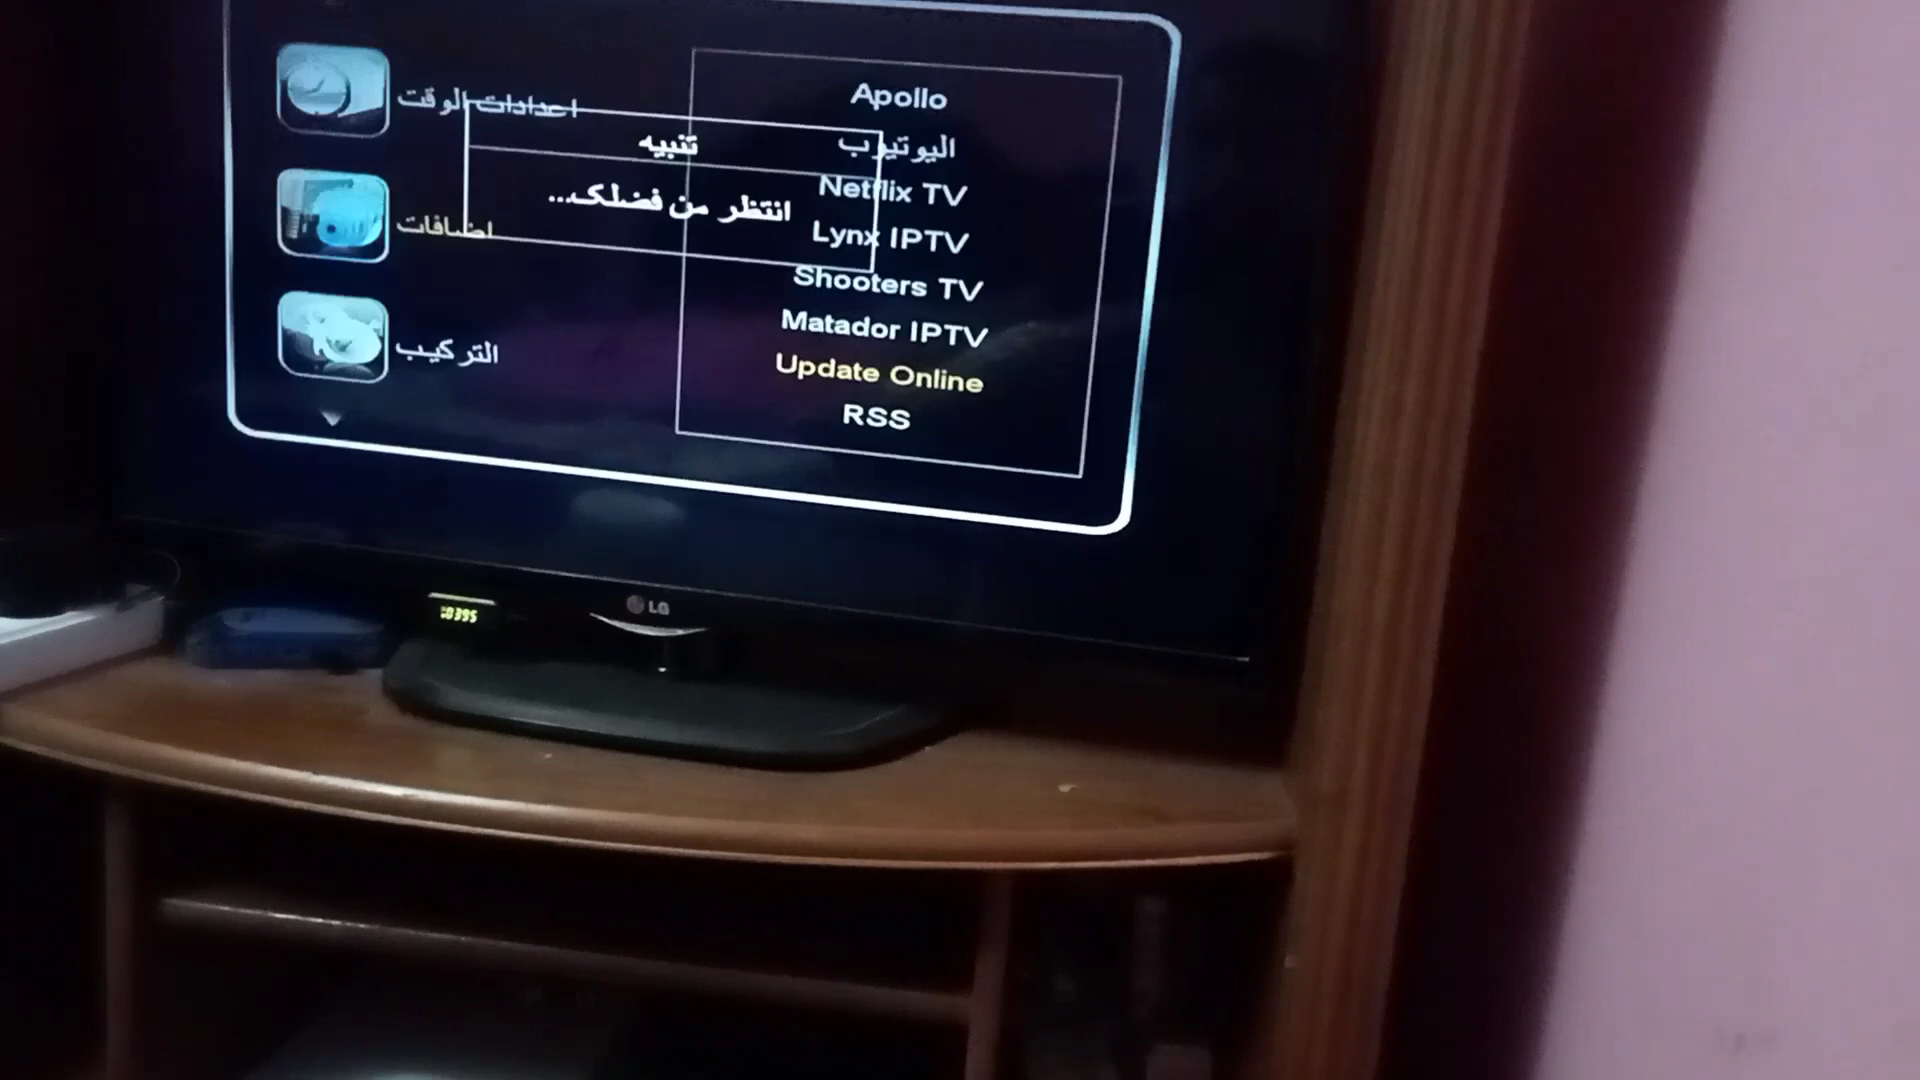 اعدادات الوقت
اضافات
التركيب
تنبيه
انتظر من فضلك...
Apollo
اليوتيوب
Netflix TV
Lynx IPTV
Shooters TV
Matador IPTV
Update Online
RSS
0395
LG